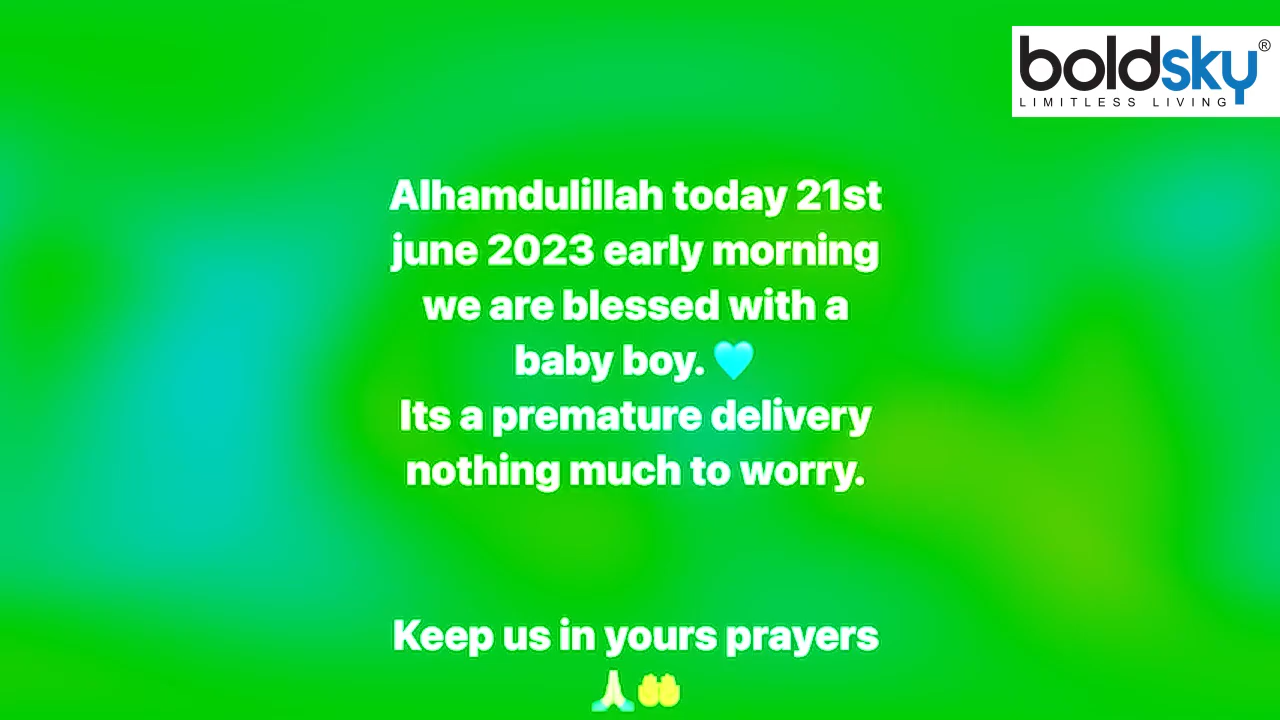 boldsky®
LIMITLESS LIVING
Alhamdulillah today 21st
june 2023 early morning
we are blessed with a
baby boy. 🩵
Its a premature delivery
nothing much to worry.
Keep us in yours prayers
🙏🏻🤲